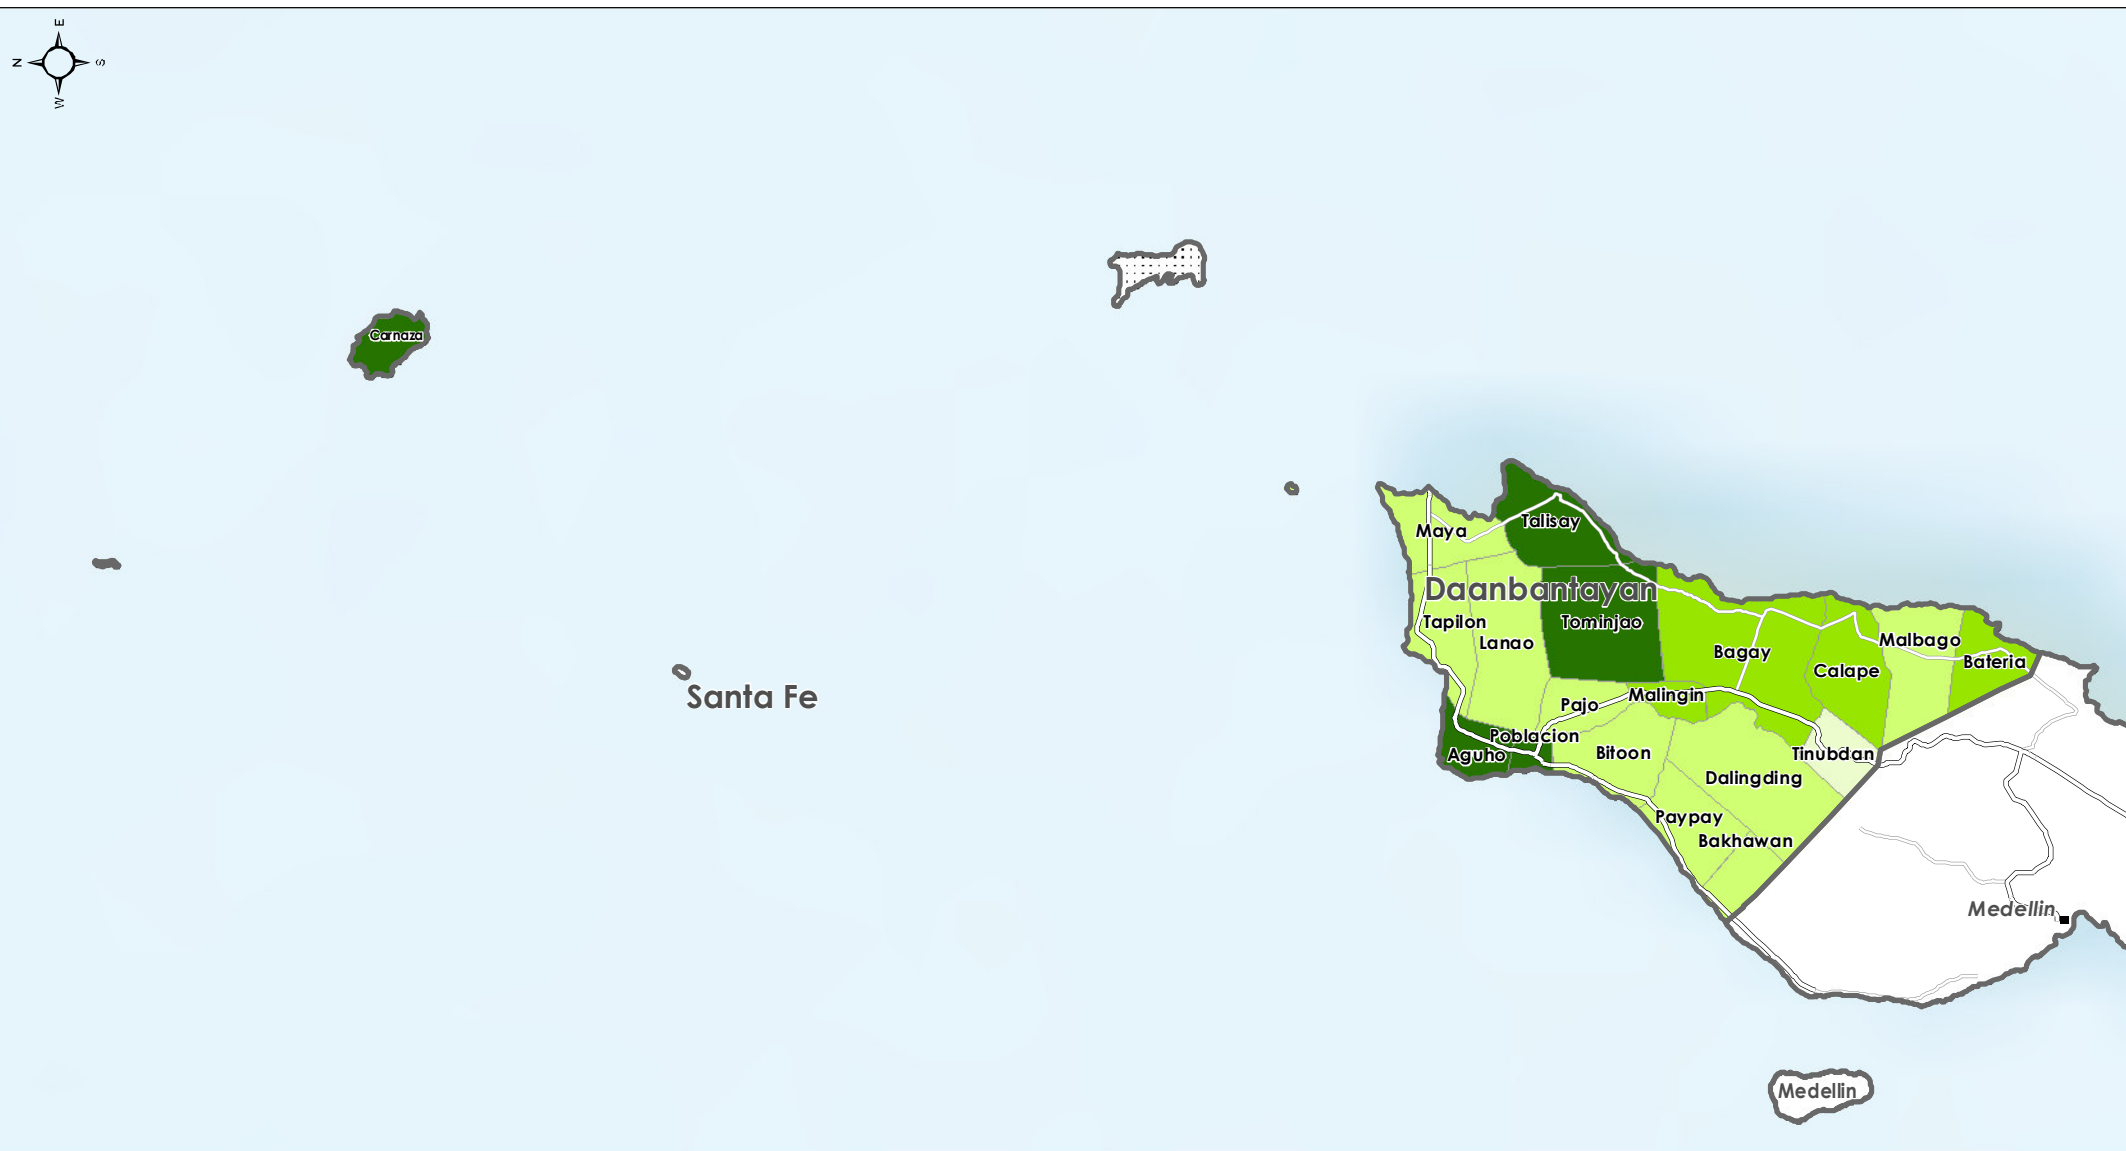 E
N
S
W
Carnaza
Talisay
Maya
Daanbantayan
Tapilon
Tominjao
Lanao
Malbago
Bagay
Bateria
Calape
Santa Fe
Malingin
Pajo
Poblacion
Aguho
Bitoon
Tinubdan
Dalingding
Paypay
Bakhawan
Medellin
Medellin